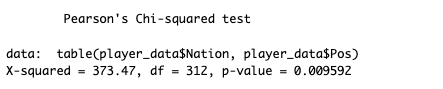 Pearson's Chi-squared test
data:  table(player_data$Nation, player_data$Pos)
X-squared = 373.47, df = 312, p-value = 0.009592